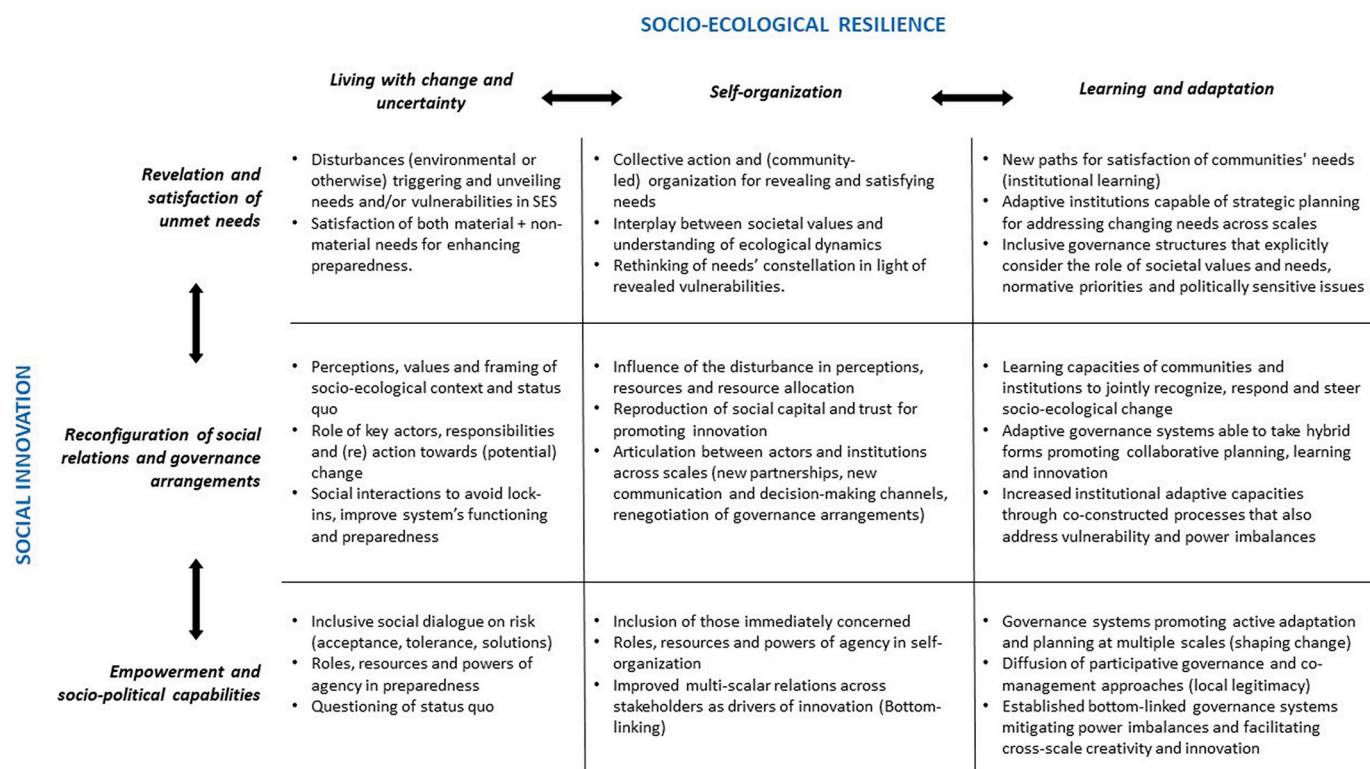 SOCIO-ECOLOGICAL RESILIENCE
Living with change and
uncertainty
Self-organization
Learning and adaptation
SOCIAL INNOVATION
Revelation and
satisfaction of
unmet needs
• Disturbances (environmental or
otherwise) triggering and unveiling
needs and/or vulnerabilities in SES
• Satisfaction of both material + non-
material needs for enhancing
preparedness.
• Collective action and (community-
led) organization for revealing and satisfying
needs
• Interplay between societal values and
understanding of ecological dynamics
• Rethinking of needs’ constellation in light of
revealed vulnerabilities.
• New paths for satisfaction of communities' needs
(institutional learning)
• Adaptive institutions capable of strategic planning
for addressing changing needs across scales
• Inclusive governance structures that explicitly
consider the role of societal values and needs,
normative priorities and politically sensitive issues
Reconfiguration of social
relations and governance
arrangements
• Perceptions, values and framing of
socio-ecological context and status
quo
• Role of key actors, responsibilities
and (re) action towards (potential)
change
• Social interactions to avoid lock-
ins, improve system’s functioning
and preparedness
• Influence of the disturbance in perceptions,
resources and resource allocation
• Reproduction of social capital and trust for
promoting innovation
• Articulation between actors and institutions
across scales (new partnerships, new
communication and decision-making channels,
renegotiation of governance arrangements)
• Learning capacities of communities and
institutions to jointly recognize, respond and steer
socio-ecological change
• Adaptive governance systems able to take hybrid
forms promoting collaborative planning, learning
and innovation
• Increased institutional adaptive capacities
through co-constructed processes that also
address vulnerability and power imbalances
Empowerment and
socio-political capabilities
• Inclusive social dialogue on risk
(acceptance, tolerance, solutions)
• Roles, resources and powers of
agency in preparedness
• Questioning of status quo
• Inclusion of those immediately concerned
• Roles, resources and powers of agency in self-
organization
• Improved multi-scalar relations across
stakeholders as drivers of innovation (Bottom-
linking)
• Governance systems promoting active adaptation
and planning at multiple scales (shaping change)
• Diffusion of participative governance and co-
management approaches (local legitimacy)
• Established bottom-linked governance systems
mitigating power imbalances and facilitating
cross-scale creativity and innovation